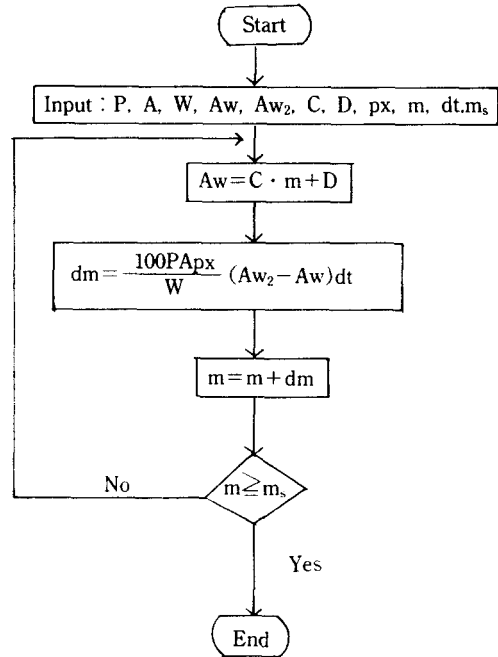 Start
Input : P, A, W, Aw, Aw₂, C, D, px, m, dt.mₛ
Aw=C · m+D
dm= 100PApx / W (Aw₂−Aw)dt
m=m+dm
m≧mₛ
No
Yes
End